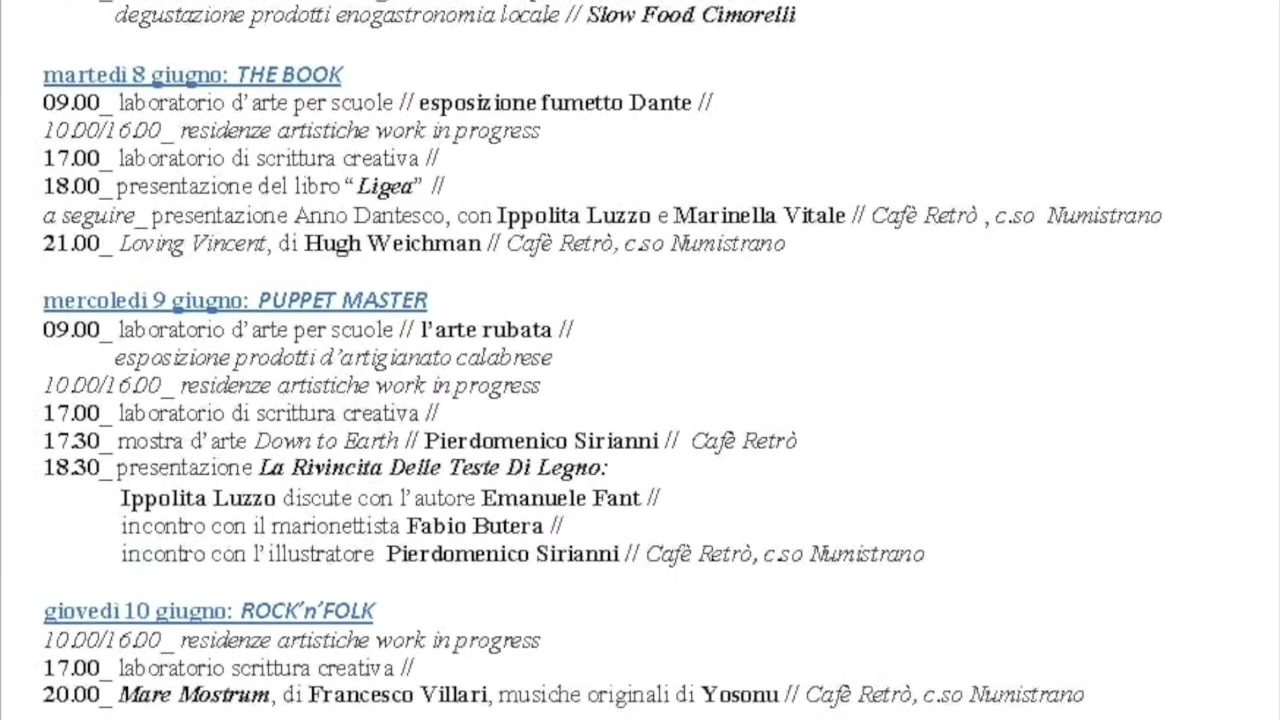 degustazione prodotti enogastronomia locale // Slow Food Cimorelli
martedì 8 giugno: THE BOOK
09.00_ laboratorio d'arte per scuole // esposizione fumetto Dante //
10.00/16.00_ residenze artistiche work in progress
17.00_ laboratorio di scrittura creativa //
18.00_presentazione del libro “Ligea” //
a seguire_presentazione Anno Dantesco, con Ippolita Luzzo e Marinella Vitale // Cafè Retrò , c.so Numistrano
21.00_ Loving Vincent, di Hugh Weichman // Cafè Retrò, c.so Numistrano
mercoledì 9 giugno: PUPPET MASTER
09.00_ laboratorio d'arte per scuole // l'arte rubata //
esposizione prodotti d'artigianato calabrese
10.00/16.00_ residenze artistiche work in progress
17.00_ laboratorio di scrittura creativa //
17.30_ mostra d'arte Down to Earth // Pierdomenico Sirianni // Cafè Retrò
18.30_presentazione La Rivincita Delle Teste Di Legno:
Ippolita Luzzo discute con l'autore Emanuele Fant //
incontro con il marionettista Fabio Butera //
incontro con l'illustratore Pierdomenico Sirianni // Cafè Retrò, c.so Numistrano
giovedì 10 giugno: ROCK'n'FOLK
10.00/16.00_ residenze artistiche work in progress
17.00_ laboratorio scrittura creativa //
20.00_ Mare Mostrum, di Francesco Villari, musiche originali di Yosonu // Cafè Retrò, c.so Numistrano